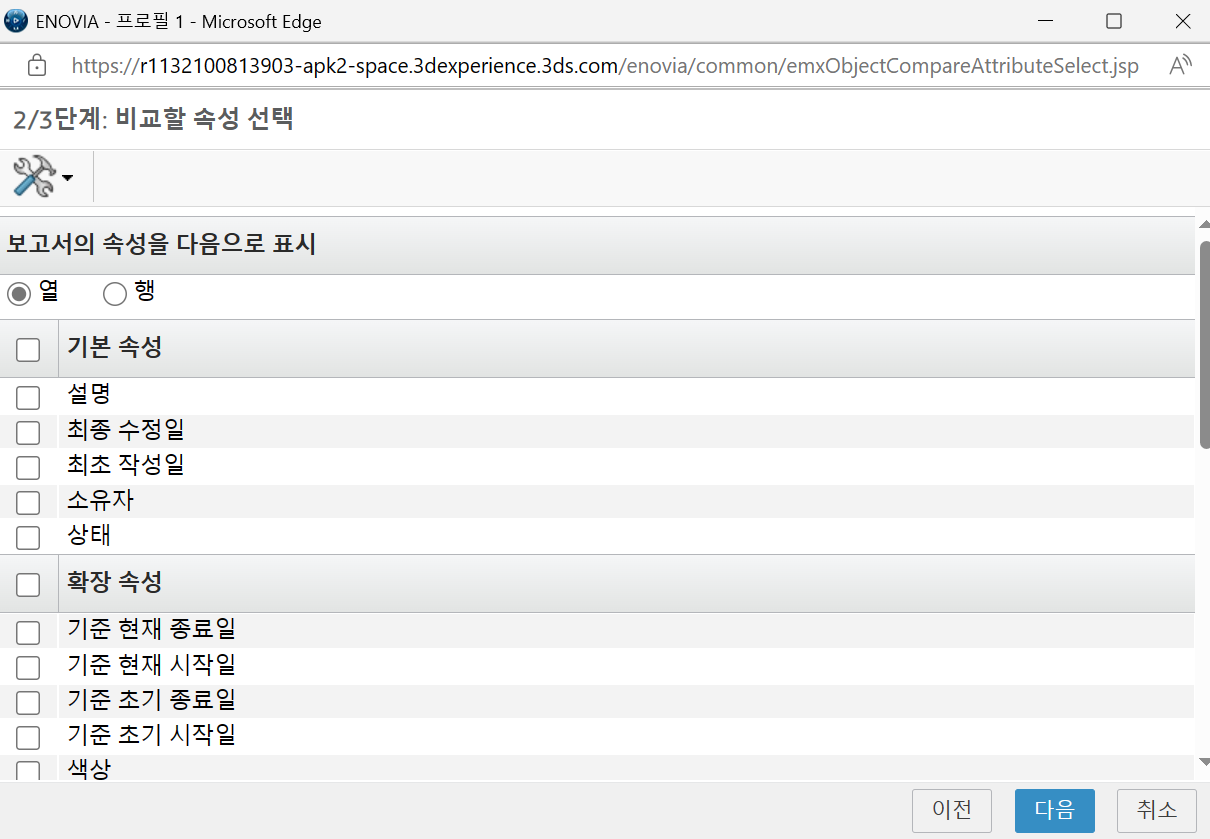 ENOVIA - 프로필 1 - Microsoft Edge
https://r1132100813903-apk2-space.3dexperience.3ds.com/enovia/common/emxObjectCompareAttributeSelect.jsp
2/3단계: 비교할 속성 선택
보고서의 속성을 다음으로 표시
열 행
기본 속성
설명
최종 수정일
최초 작성일
소유자
상태
확장 속성
기준 현재 종료일
기준 현재 시작일
기준 초기 종료일
기준 초기 시작일
색상
이전 다음 취소